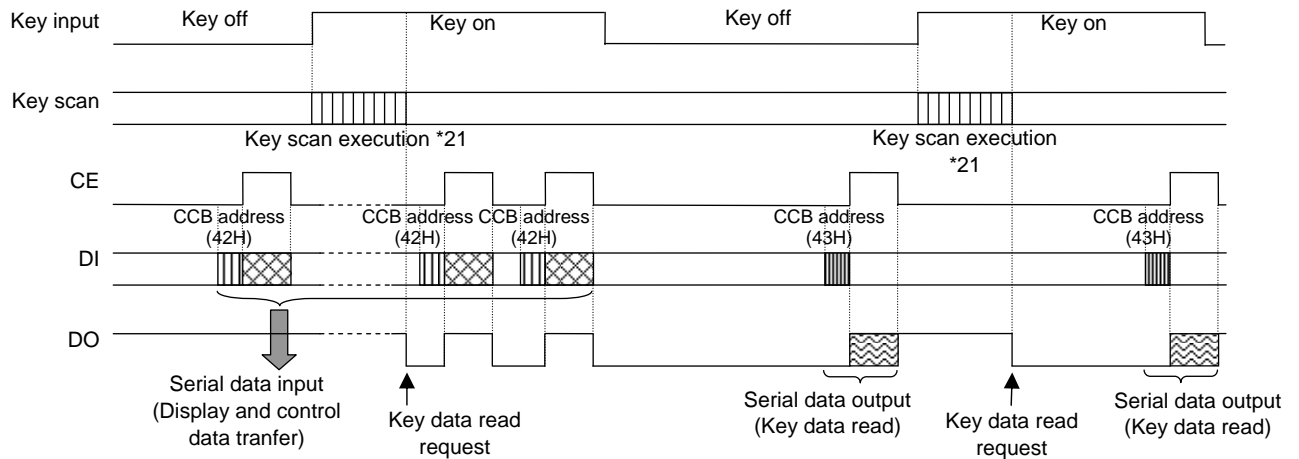 Key input
Key off
Key on
Key off
Key on
Key scan
Key scan execution *21
Key scan execution
*21
CE
CCB address
(42H)
CCB address
(42H)
CCB address
(42H)
CCB address
(43H)
CCB address
(43H)
DI
DO
Serial data input
(Display and control
data tranfer)
Key data read
request
Serial data output
(Key data read)
Key data read
request
Serial data output
(Key data read)